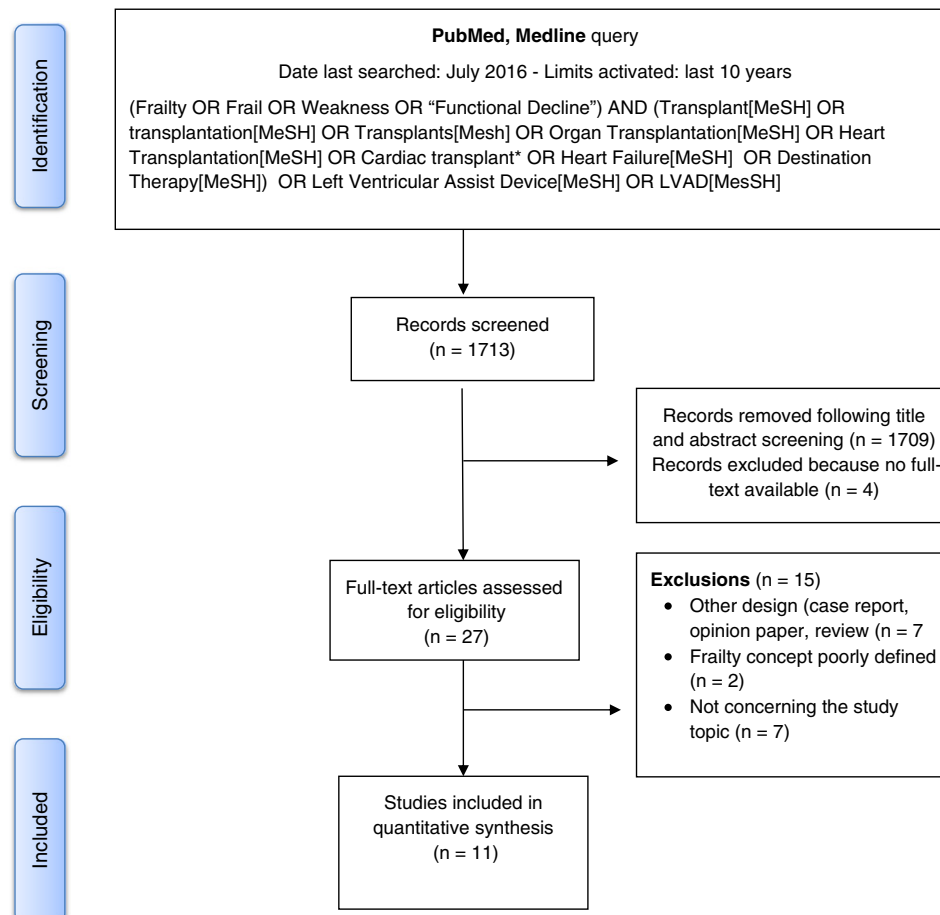 Identification
PubMed, Medline query
Date last searched: July 2016 - Limits activated: last 10 years
(Frailty OR Frail OR Weakness OR “Functional Decline”) AND (Transplant[MeSH] OR
transplantation[MeSH] OR Transplants[Mesh] OR Organ Transplantation[MeSH] OR Heart
Transplantation[MeSH] OR Cardiac transplant* OR Heart Failure[MeSH] OR Destination
Therapy[MeSH]) OR Left Ventricular Assist Device[MeSH] OR LVAD[MesSH]
Screening
Records screened
(n = 1713)
Records removed following title
and abstract screening (n = 1709)
Records excluded because no full-
text available (n = 4)
Eligibility
Full-text articles assessed
for eligibility
(n = 27)
Exclusions (n = 15)
• Other design (case report,
opinion paper, review (n = 7
• Frailty concept poorly defined
(n = 2)
• Not concerning the study
topic (n = 7)
Included
Studies included in
quantitative synthesis
(n = 11)